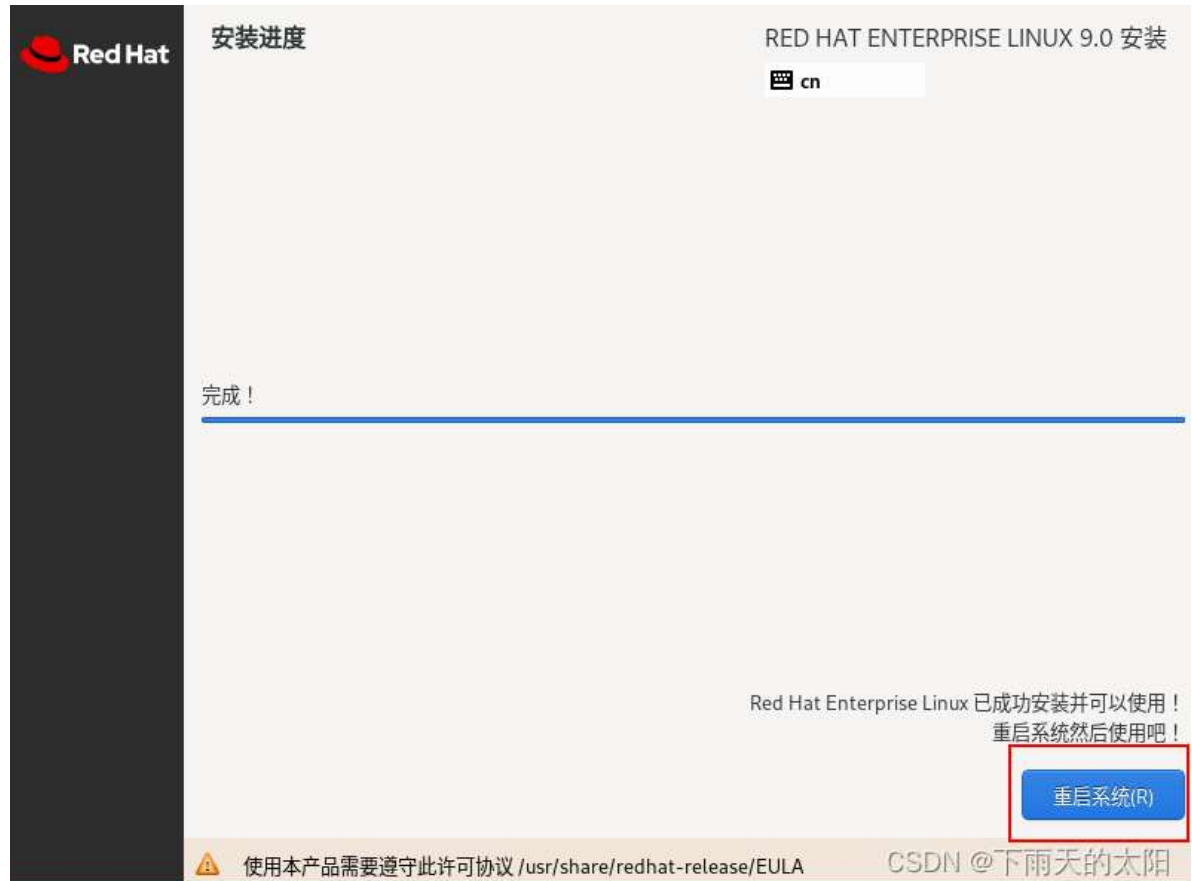 Red Hat
安装进度
RED HAT ENTERPRISE LINUX 9.0 安装
cn
完成！
Red Hat Enterprise Linux 已成功安装并可以使用！
重启系统然后使用吧！
重启系统(R)
使用本产品需要遵守此许可协议 /usr/share/redhat-release/EULA
CSDN @下雨天的太阳